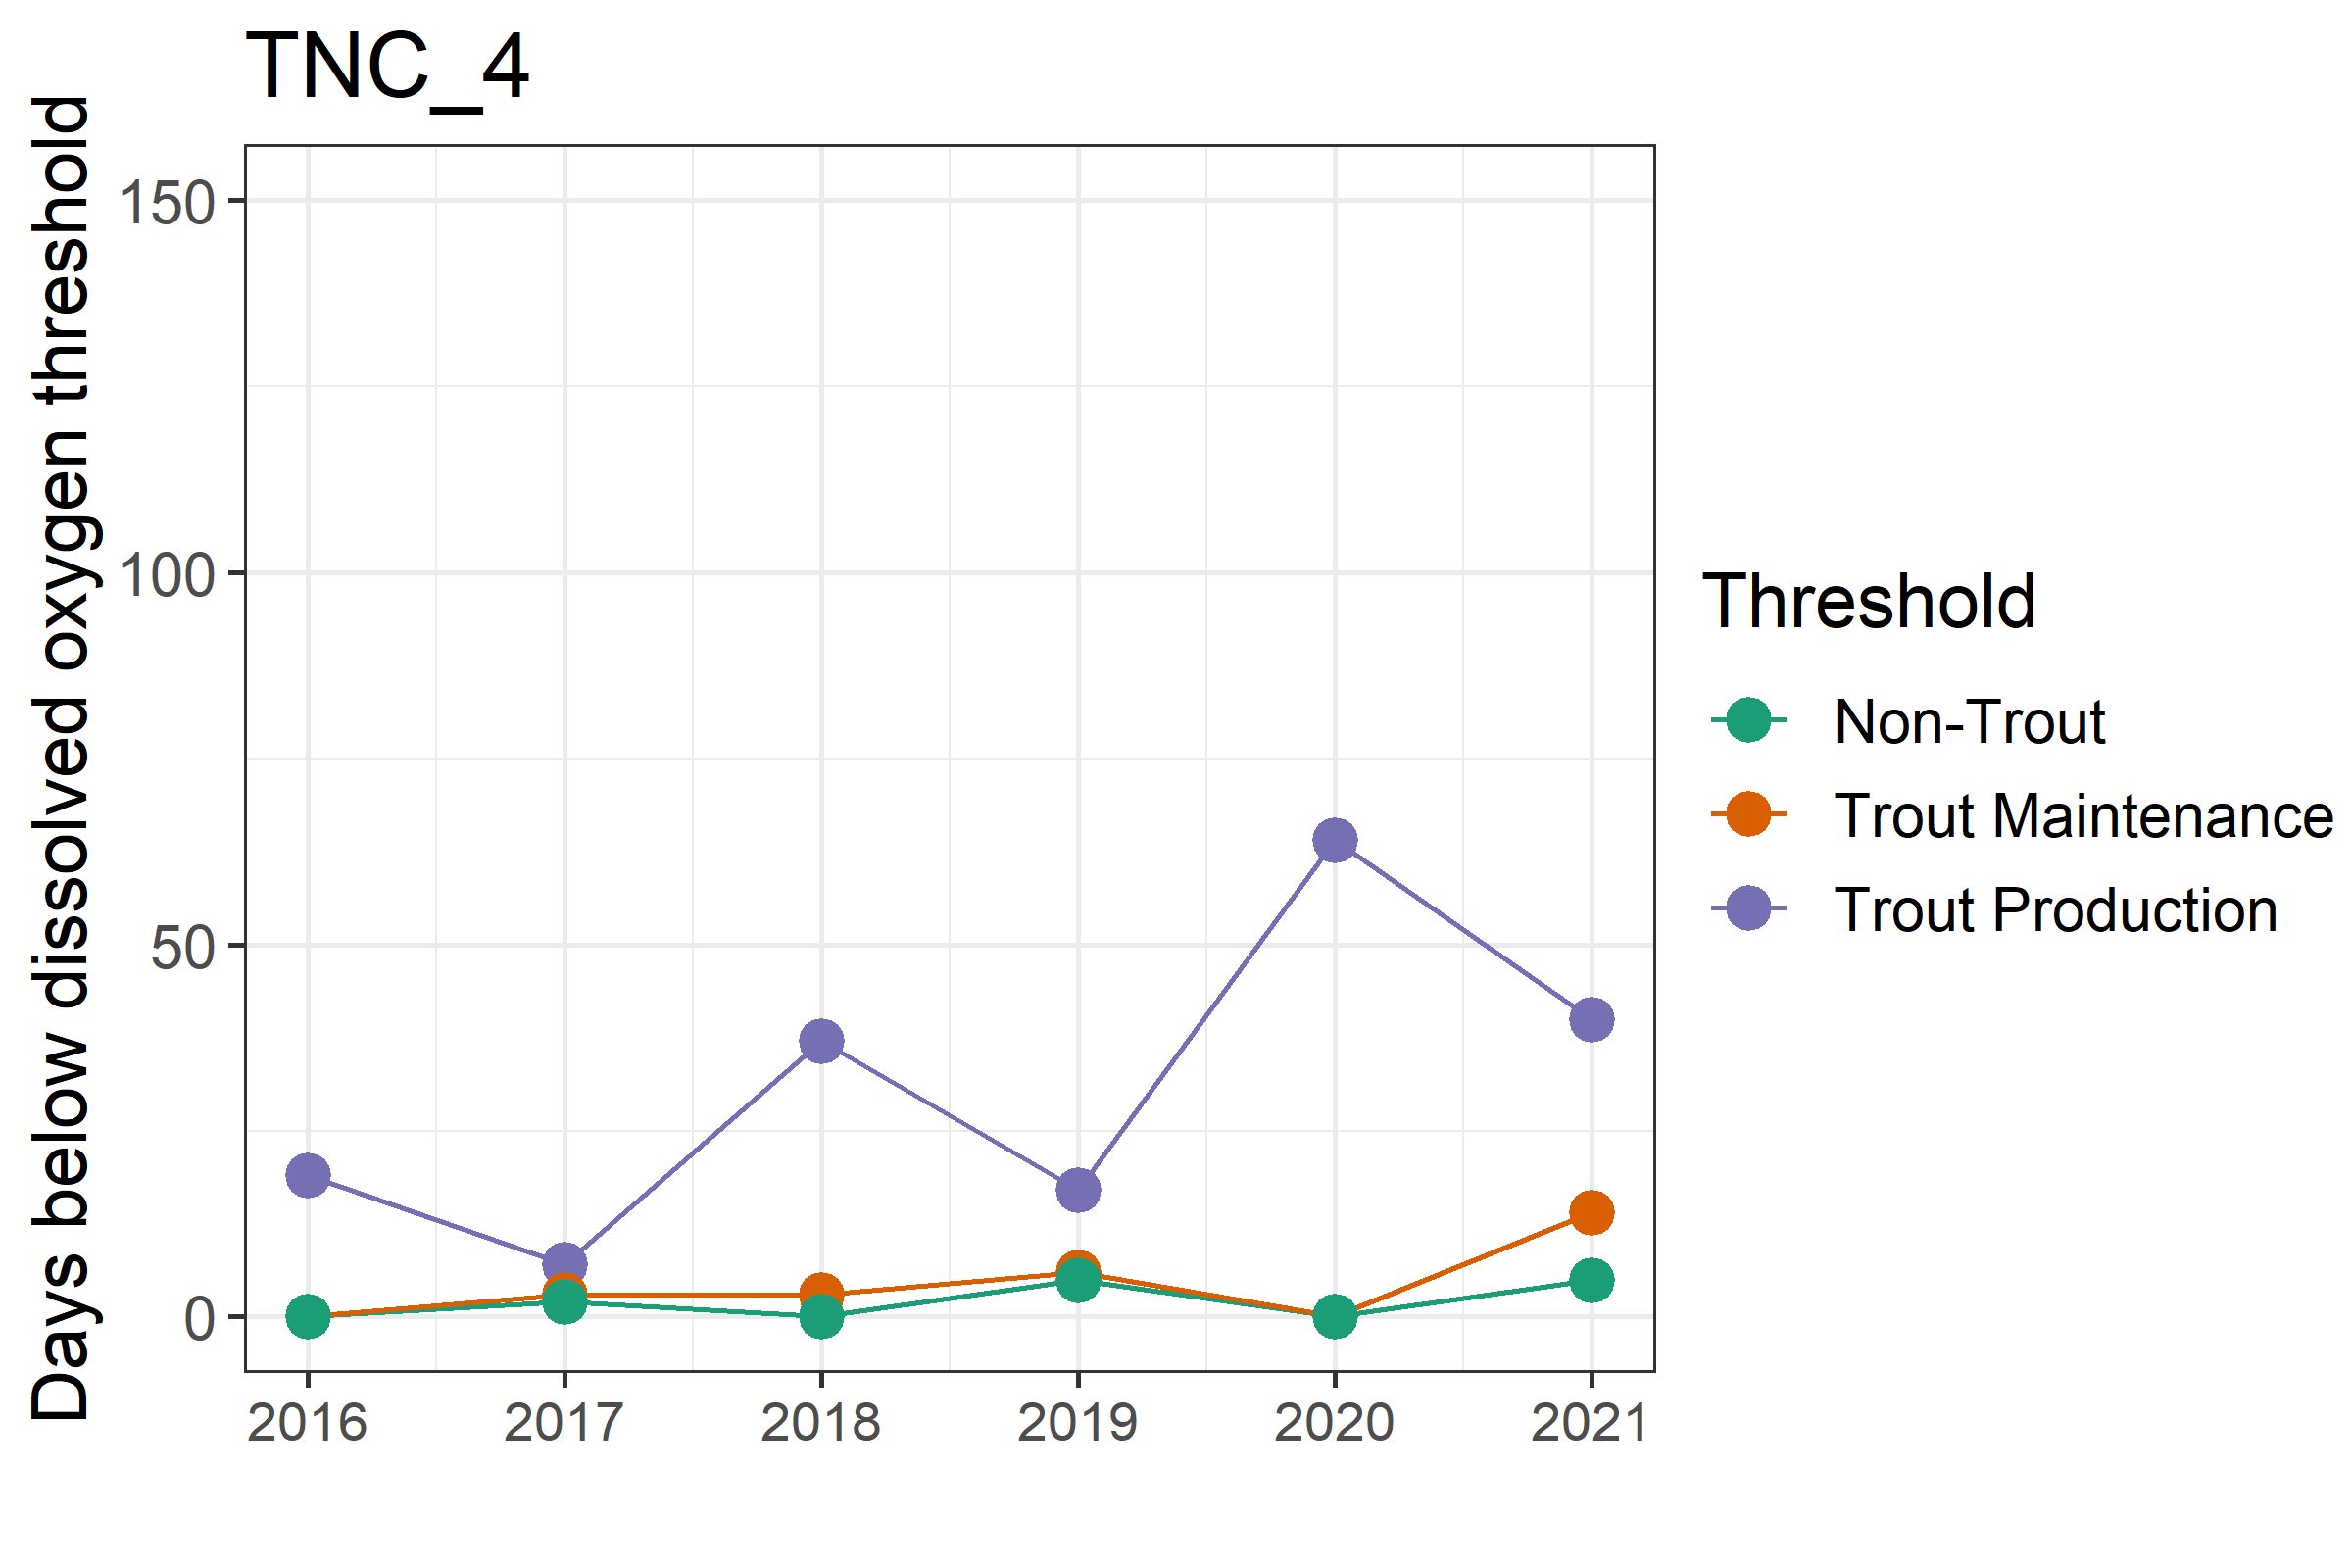 TNC_4
Days below dissolved oxygen threshold
150
100
50
0
2016 2017 2018 2019 2020 2021
Threshold
Non-Trout
Trout Maintenance
Trout Production